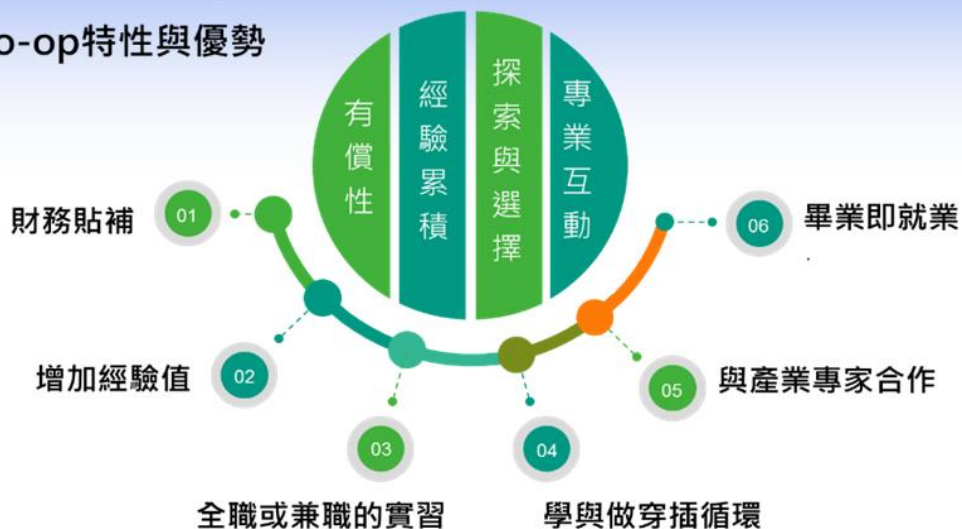 o-op特性與優勢
有償性
經驗累積
探索與選擇
專業互動
財務貼補
01
增加經驗值
02
03
全職或兼職的實習
04
學與做穿插循環
05
與產業專家合作
06
畢業即就業
.